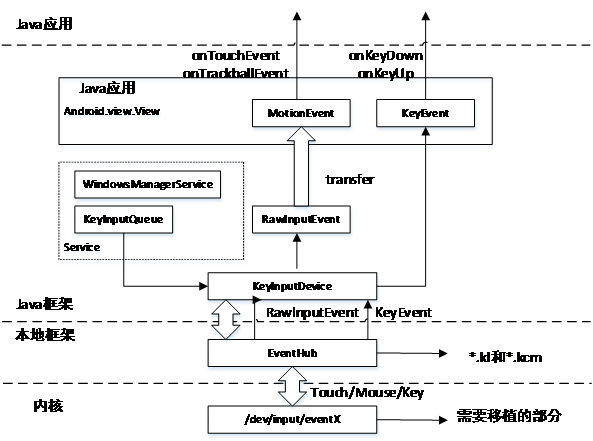 Java应用
onTouchEvent
onTrackballEvent
onKeyDown
onKeyUp
Java应用
Android.view.View
MotionEvent
KeyEvent
transfer
WindowsManagerService
KeyInputQueue
RawInputEvent
Service
KeyInputDevice
Java框架
RawInputEvent
KeyEvent
本地框架
EventHub
*.kl和*.kcm
内核
Touch/Mouse/Key
/dev/input/eventX
需要移植的部分